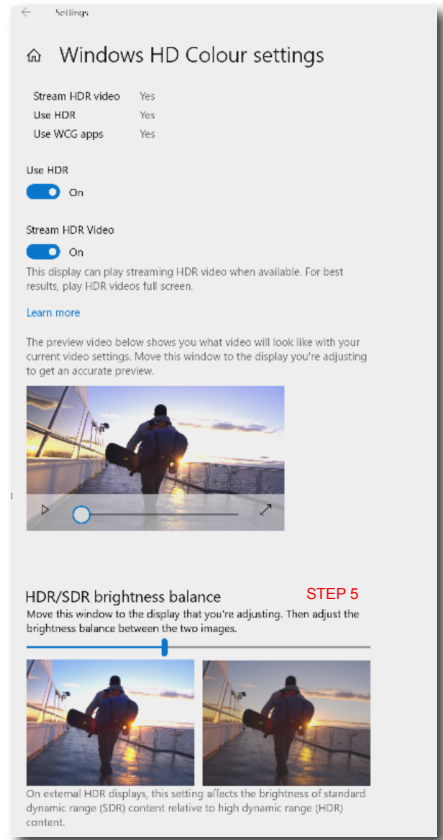 Settings
Windows HD Colour settings
Stream HDR video Yes
Use HDR Yes
Use WCG apps Yes
Use HDR
On
Stream HDR Video
On
This display can play streaming HDR video when available. For best
results, play HDR videos full screen.
Learn more
The preview video below shows you what video will look like with your
current video settings. Move this window to the display you're adjusting
to get an accurate preview.
HDR/SDR brightness balance STEP 5
Move this window to the display that you're adjusting. Then adjust the
brightness balance between the two images.
On external HDR displays, this setting affects the brightness of standard
dynamic range (SDR) content relative to high dynamic range (HDR)
content.